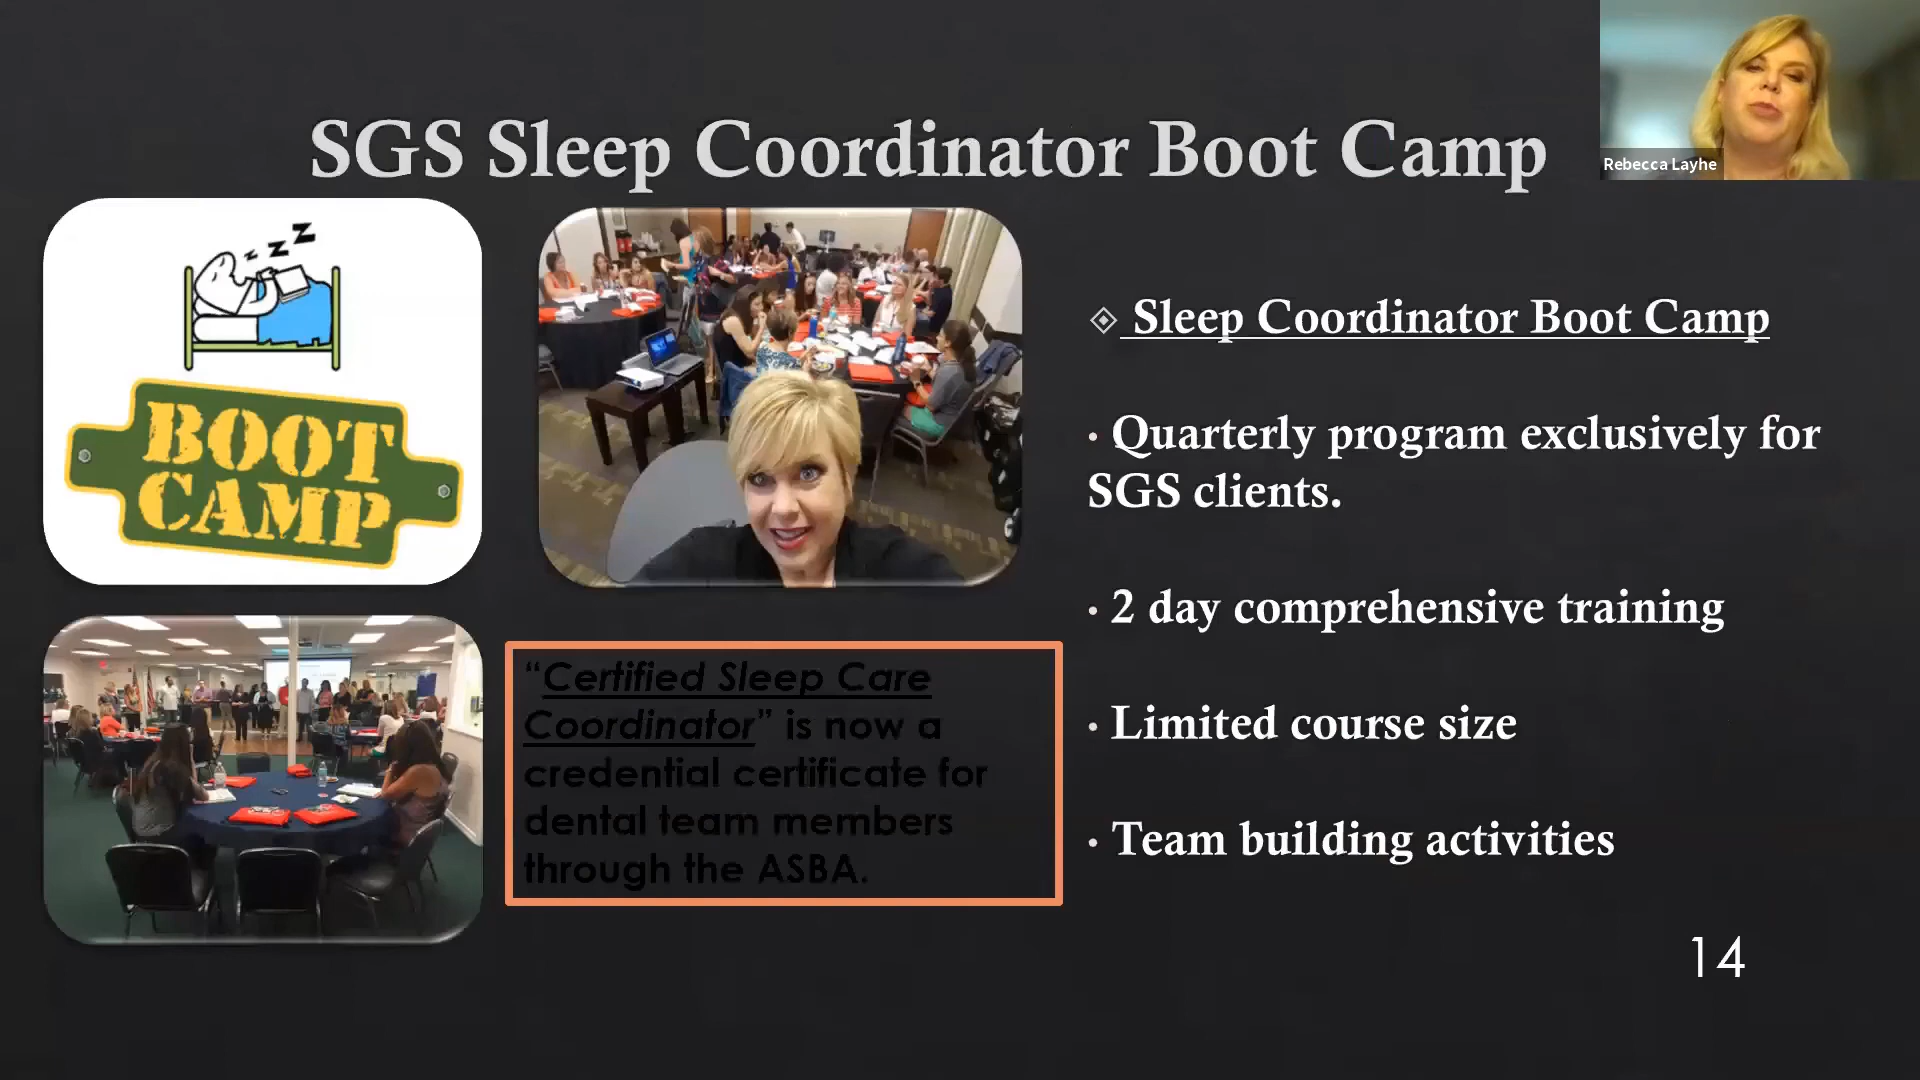 SGS Sleep Coordinator Boot Camp
Rebecca Layhe
z z Z
BOOT
CAMP
◈ Sleep Coordinator Boot Camp
• Quarterly program exclusively for
SGS clients.
• 2 day comprehensive training
• Limited course size
• Team building activities
“Certified Sleep Care
Coordinator” is now a
credential certificate for
dental team members
through the ASBA.
14